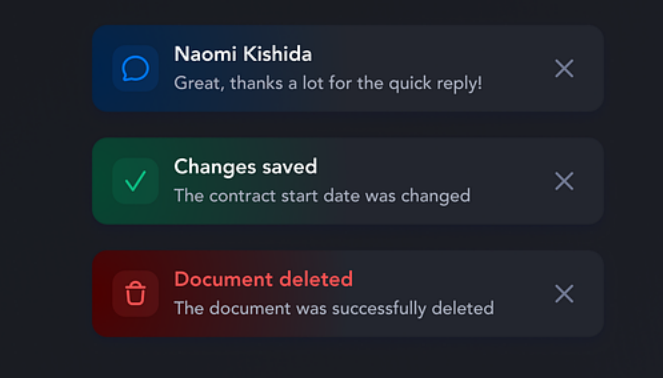 Naomi Kishida
Great, thanks a lot for the quick reply!
Changes saved
The contract start date was changed
Document deleted
The document was successfully deleted